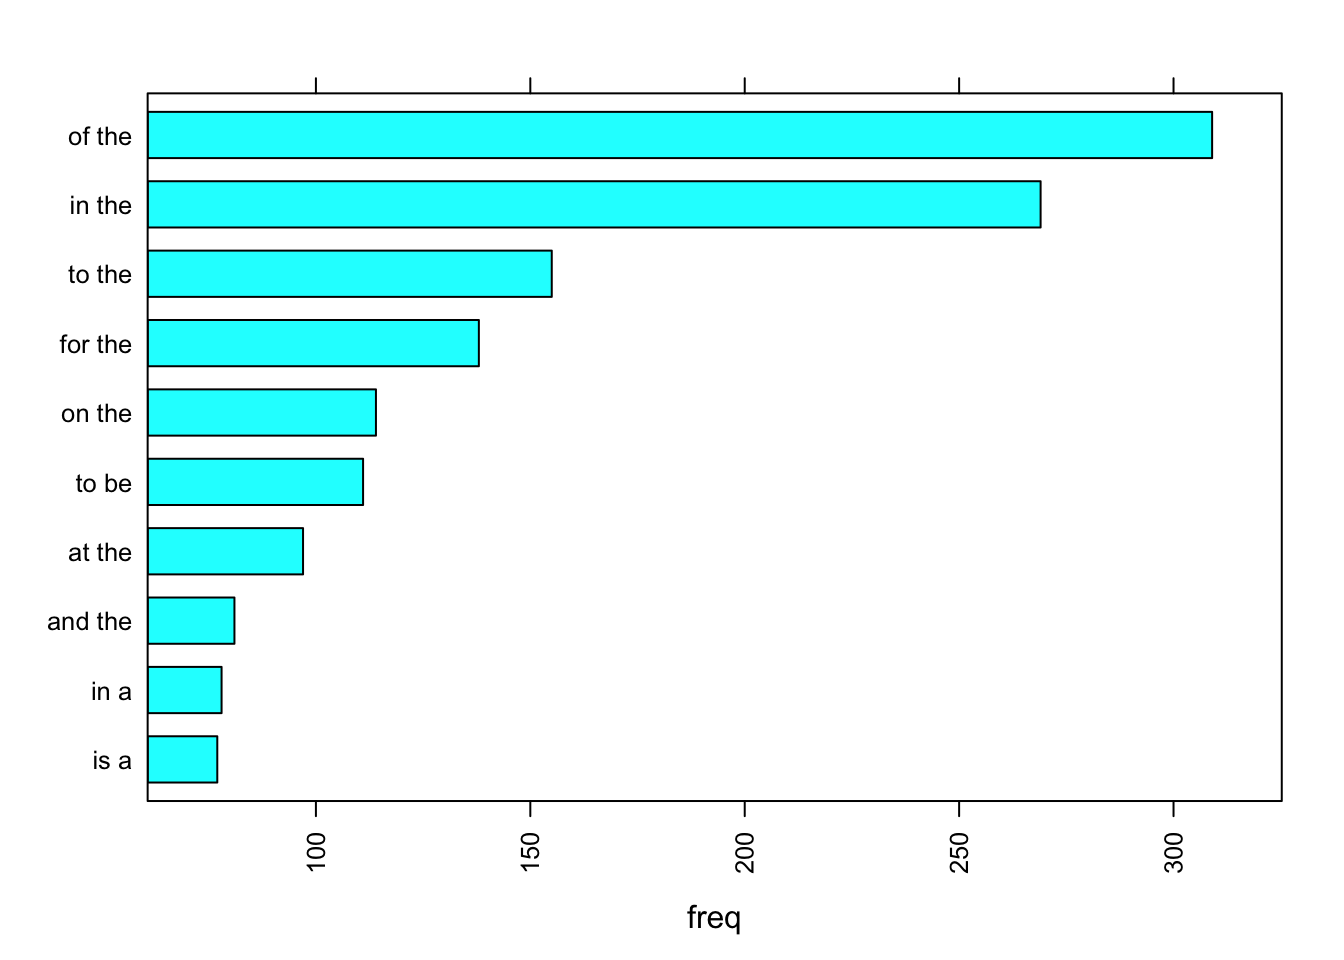 of the
in the
to the
for the
on the
to be
at the
and the
in a
is a
100 150 200 250 300
freq